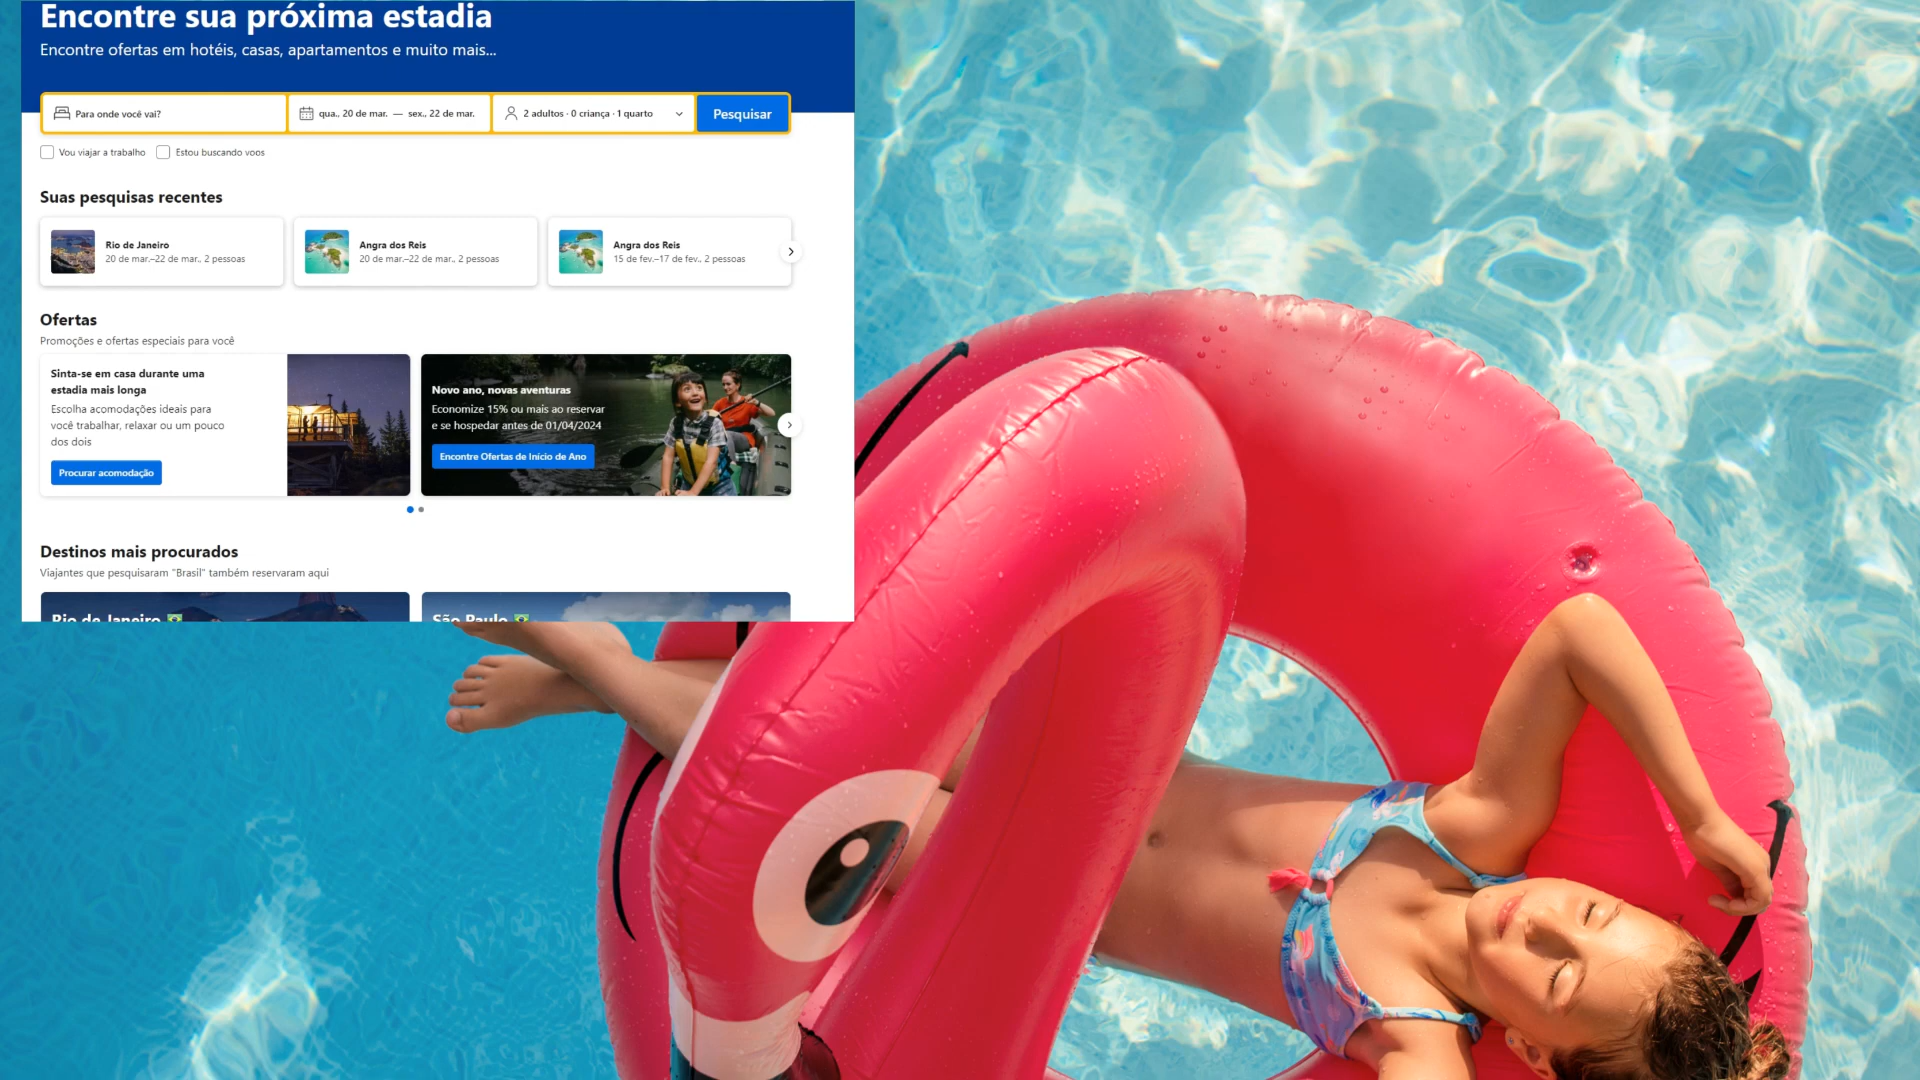 Encontre sua próxima estadia
Encontre ofertas em hotéis, casas, apartamentos e muito mais...
Para onde você vai?
qua., 20 de mar. — sex., 22 de mar.
2 adultos · 0 criança · 1 quarto
Pesquisar
Vou viajar a trabalho
Estou buscando voos
Suas pesquisas recentes
Rio de Janeiro
20 de mar.–22 de mar., 2 pessoas
Angra dos Reis
20 de mar.–22 de mar., 2 pessoas
Angra dos Reis
15 de fev.–17 de fev., 2 pessoas
Ofertas
Promoções e ofertas especiais para você
Sinta-se em casa durante uma
estadia mais longa
Escolha acomodações ideais para
você trabalhar, relaxar ou um pouco
dos dois
Procurar acomodação
Novo ano, novas aventuras
Economize 15% ou mais ao reservar
e se hospedar antes de 01/04/2024
Encontre Ofertas de Início de Ano
Destinos mais procurados
Viajantes que pesquisaram "Brasil" também reservaram aqui
Rio de Janeiro
São Paulo